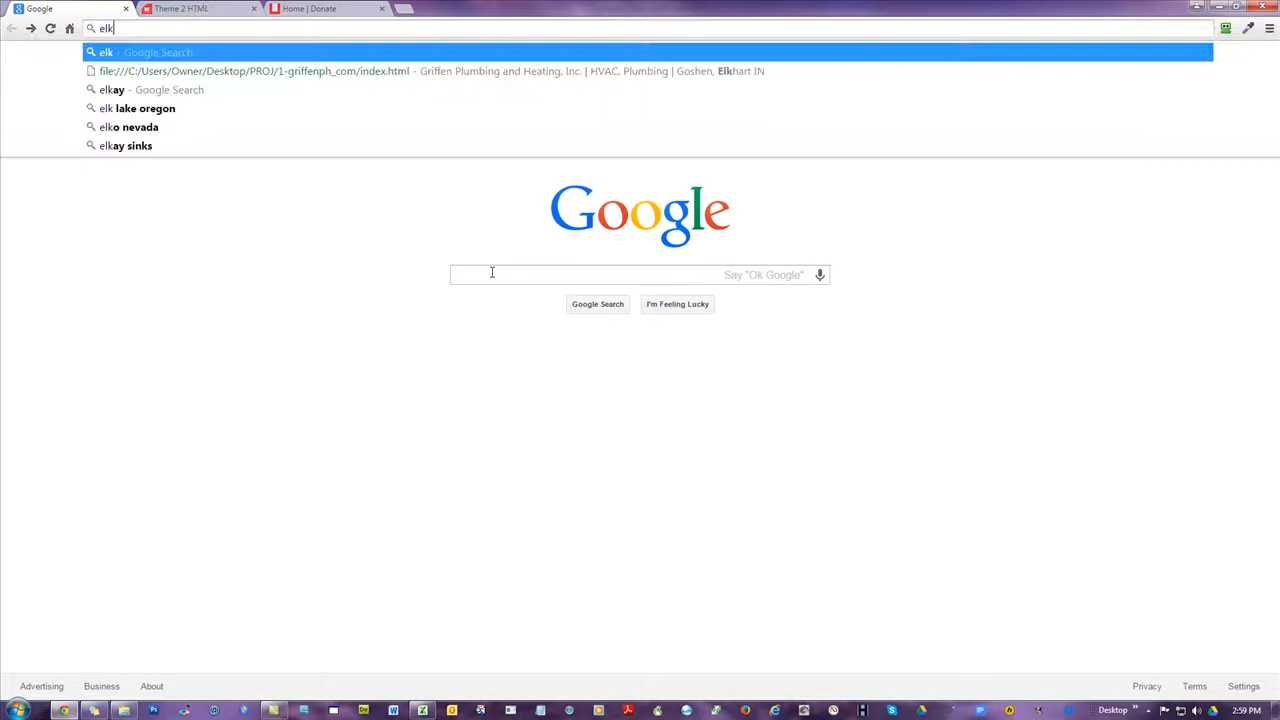 Google
Theme 2 HTML
Home | Donate
elk
elk - Google Search
file:///C:/Users/Owner/Desktop/PROJ/1-griffenph_com/index.html - Griffen Plumbing and Heating, Inc. | HVAC, Plumbing | Goshen, Elkhart IN
elkay - Google Search
elk lake oregon
elko nevada
elkay sinks
Google
Say "Ok Google"
Google Search
I'm Feeling Lucky
Advertising
Business
About
Privacy
Terms
Settings
Desktop
2:59 PM